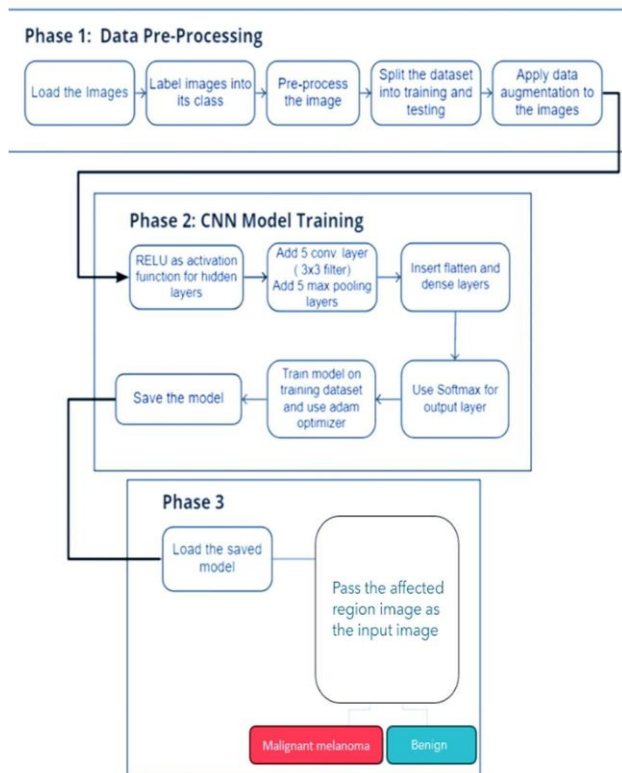 Phase 1: Data Pre-Processing
Load the Images
Label images into
its class
Pre-process
the image
Split the dataset
into training and
testing
Apply data
augmentation to
the images
Phase 2: CNN Model Training
RELU as activation
function for hidden
layers
Add 5 conv. layer
( 3x3 filter)
Add 5 max pooling
layers
Insert flatten and
dense layers
Save the model
Train model on
training dataset
and use adam
optimizer
Use Softmax for
output layer
Phase 3
Load the saved
model
Pass the affected
region image as
the input image
Malignant melanoma
Benign